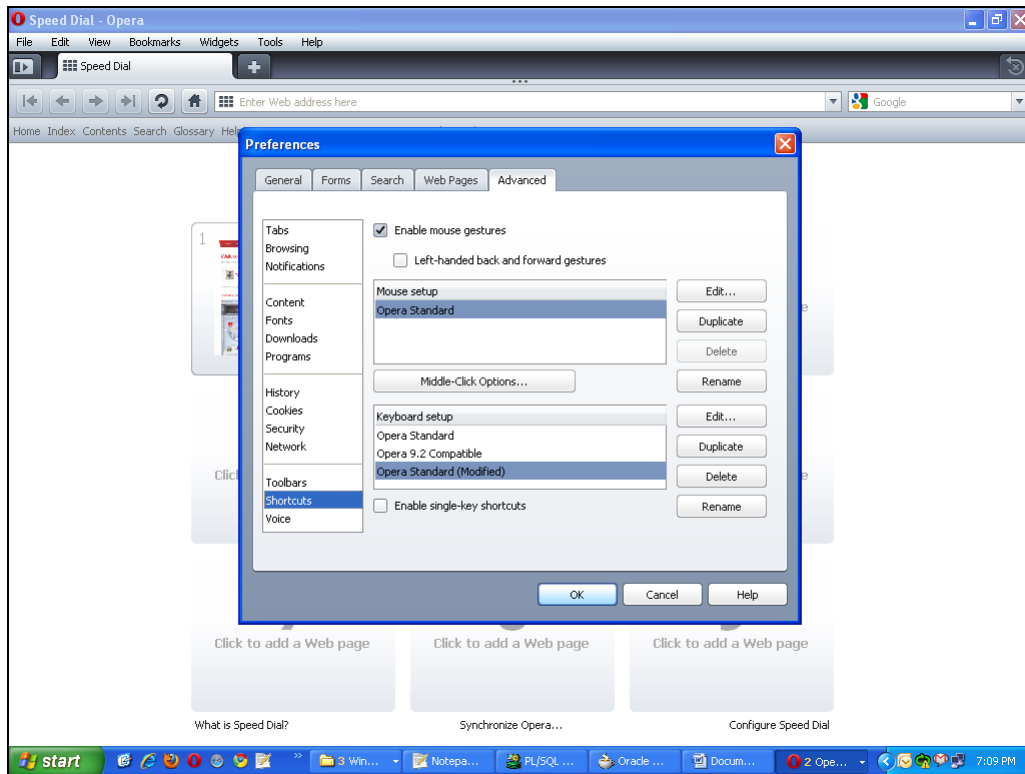 Speed Dial - Opera
File Edit View Bookmarks Widgets Tools Help
Speed Dial
Enter Web address here
Google
Home Index Contents Search Glossary Hel
Preferences
General Forms Search Web Pages Advanced
Tabs
Browsing
Notifications
Content
Fonts
Downloads
Programs
History
Cookies
Security
Network
Toolbars
Shortcuts
Voice
Enable mouse gestures
Left-handed back and forward gestures
Mouse setup
Opera Standard
Edit...
Duplicate
Delete
Rename
Middle-Click Options...
Keyboard setup
Opera Standard
Opera 9.2 Compatible
Opera Standard (Modified)
Edit...
Duplicate
Delete
Rename
Enable single-key shortcuts
OK Cancel Help
1
Click to add a Web page Click to add a Web page Click to add a Web page
What is Speed Dial? Synchronize Opera... Configure Speed Dial
start 3 Win... Notepa... PL/SQL ... Oracle ... Docum... 2 Ope... 7:09 PM